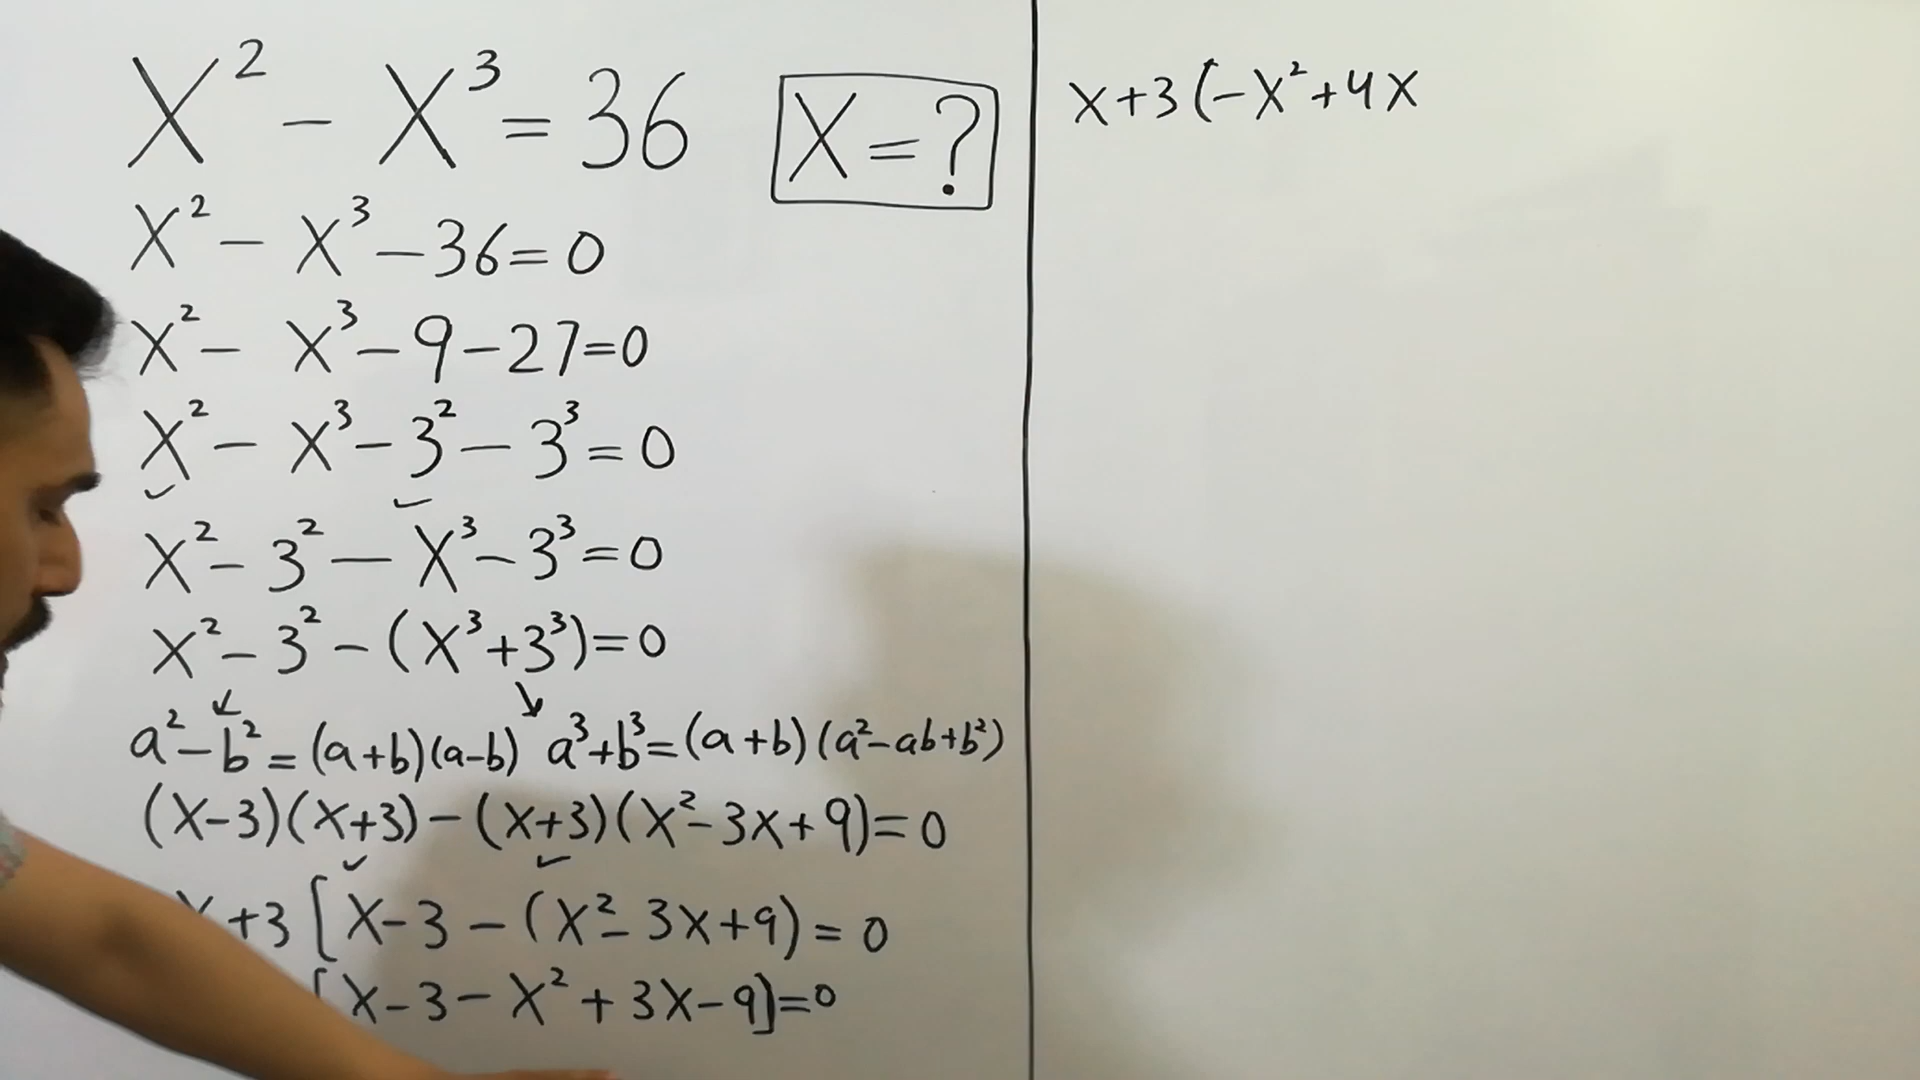 X² - X³ = 36
X = ?
X² - X³ - 36 = 0
X² - X³ - 9 - 27 = 0
X² - X³ - 3² - 3³ = 0
X² - 3² - X³ - 3³ = 0
X² - 3² - (X³ + 3³) = 0
a² - b² = (a+b)(a-b) a³ + b³ = (a+b)(a² - ab + b²)
(X-3)(X+3) - (X+3)(X² - 3X + 9) = 0
X + 3 [X - 3 - (X² - 3X + 9) = 0
[X - 3 - X² + 3X - 9] = 0
X + 3 (-X² + 4X